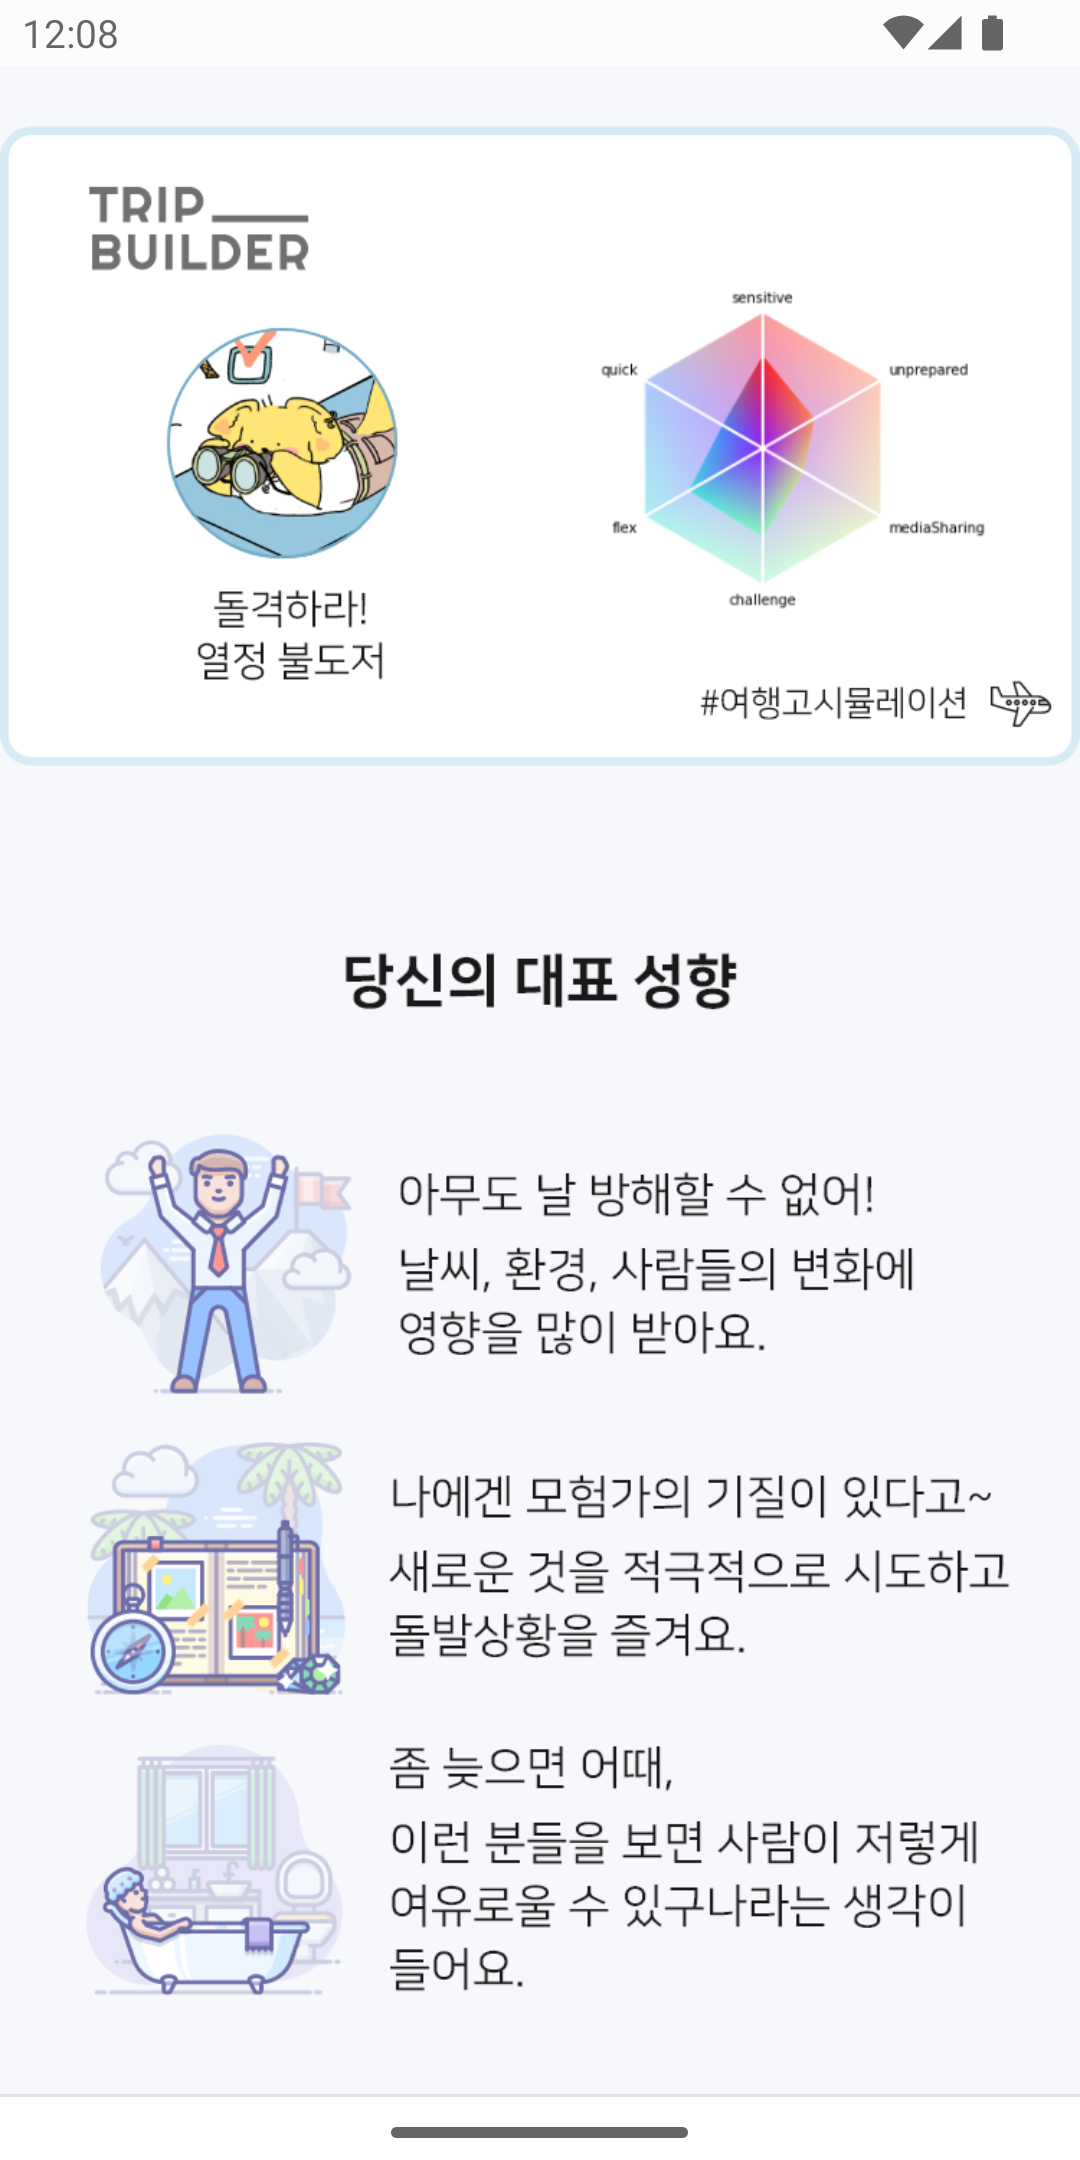 12:08
TRIP
BUILDER
sensitive
quick
unprepared
flex
mediaSharing
challenge
돌격하라!
열정 불도저
#여행고시뮬레이션
당신의 대표 성향
아무도 날 방해할 수 없어!
날씨, 환경, 사람들의 변화에
영향을 많이 받아요.
나에겐 모험가의 기질이 있다고~
새로운 것을 적극적으로 시도하고
돌발상황을 즐겨요.
좀 늦으면 어때,
이런 분들을 보면 사람이 저렇게
여유로울 수 있구나라는 생각이
들어요.